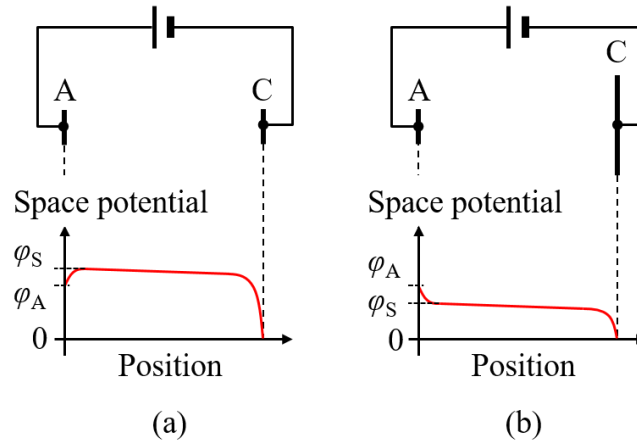 A
C
Space potential
φS
φA
0
Position
(a)
A
C
Space potential
φA
φS
0
Position
(b)